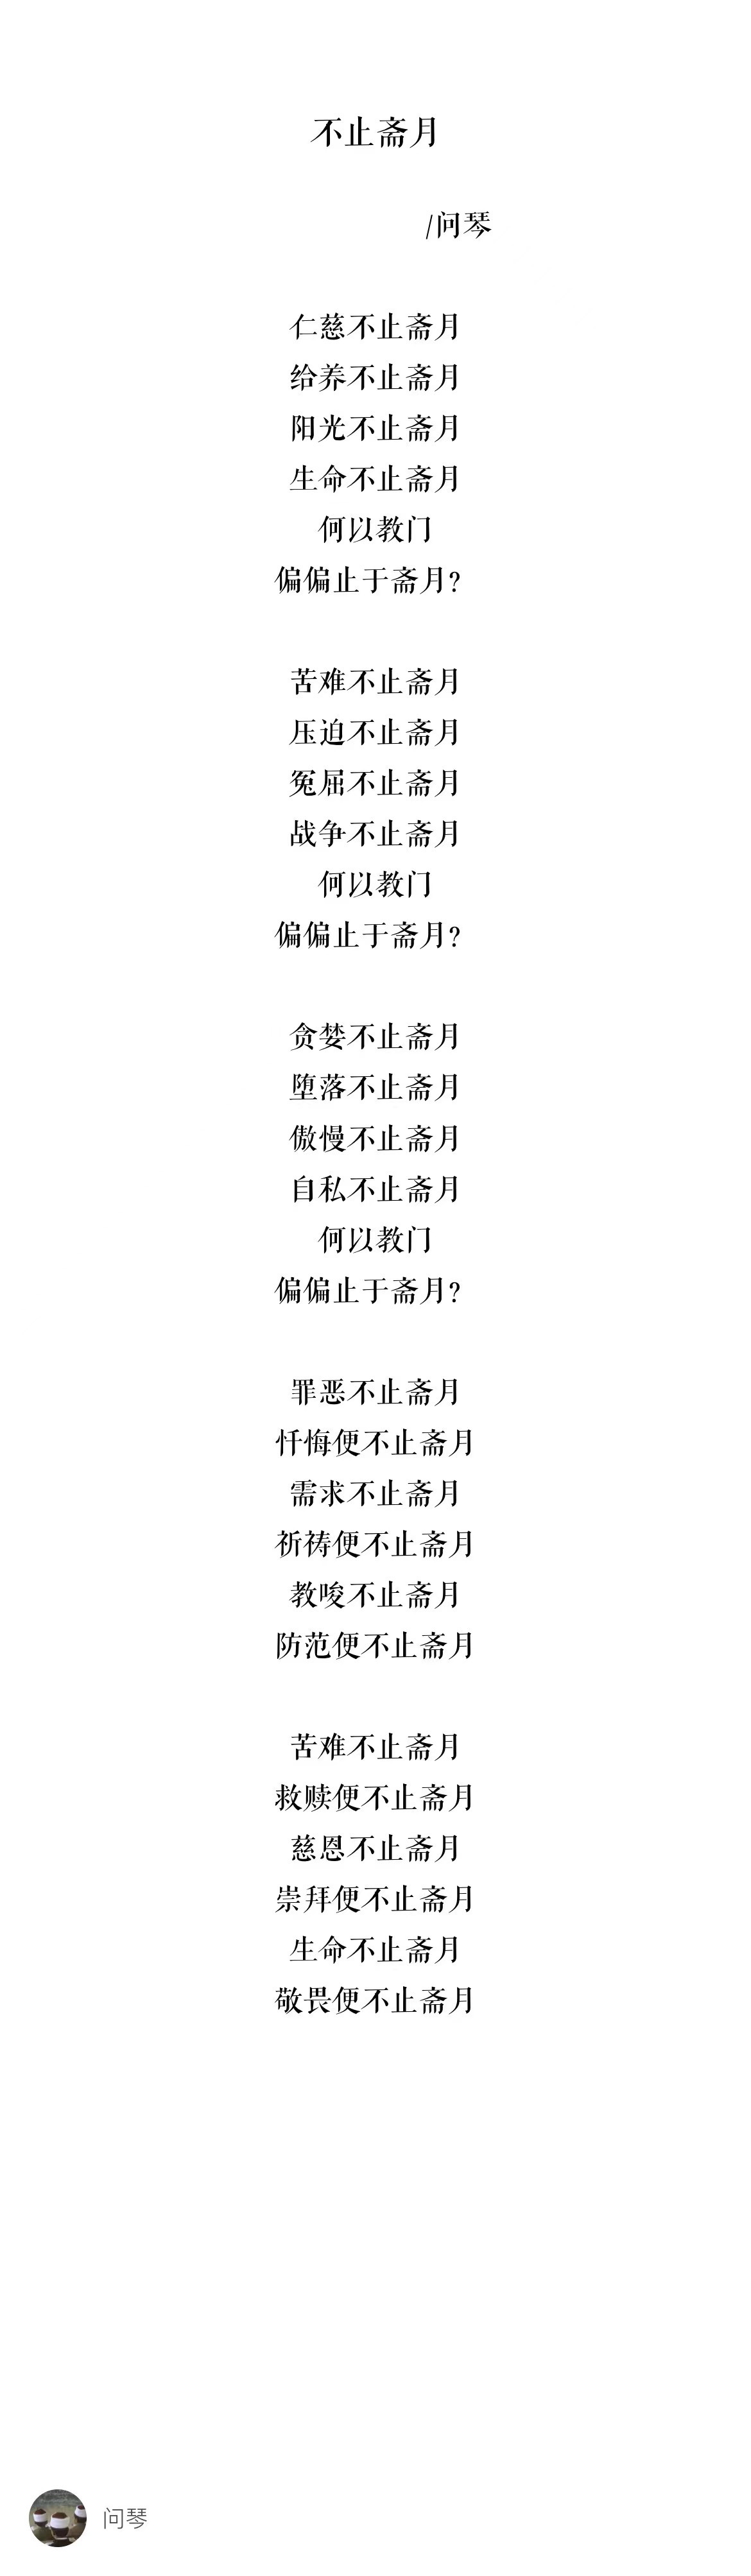 不止斋月
/问琴
仁慈不止斋月
给养不止斋月
阳光不止斋月
生命不止斋月
何以教门
偏偏止于斋月?
苦难不止斋月
压迫不止斋月
冤屈不止斋月
战争不止斋月
何以教门
偏偏止于斋月?
贪婪不止斋月
堕落不止斋月
傲慢不止斋月
自私不止斋月
何以教门
偏偏止于斋月?
罪恶不止斋月
忏悔便不止斋月
需求不止斋月
祈祷便不止斋月
教唆不止斋月
防范便不止斋月
苦难不止斋月
救赎便不止斋月
慈恩不止斋月
崇拜便不止斋月
生命不止斋月
敬畏便不止斋月
问琴